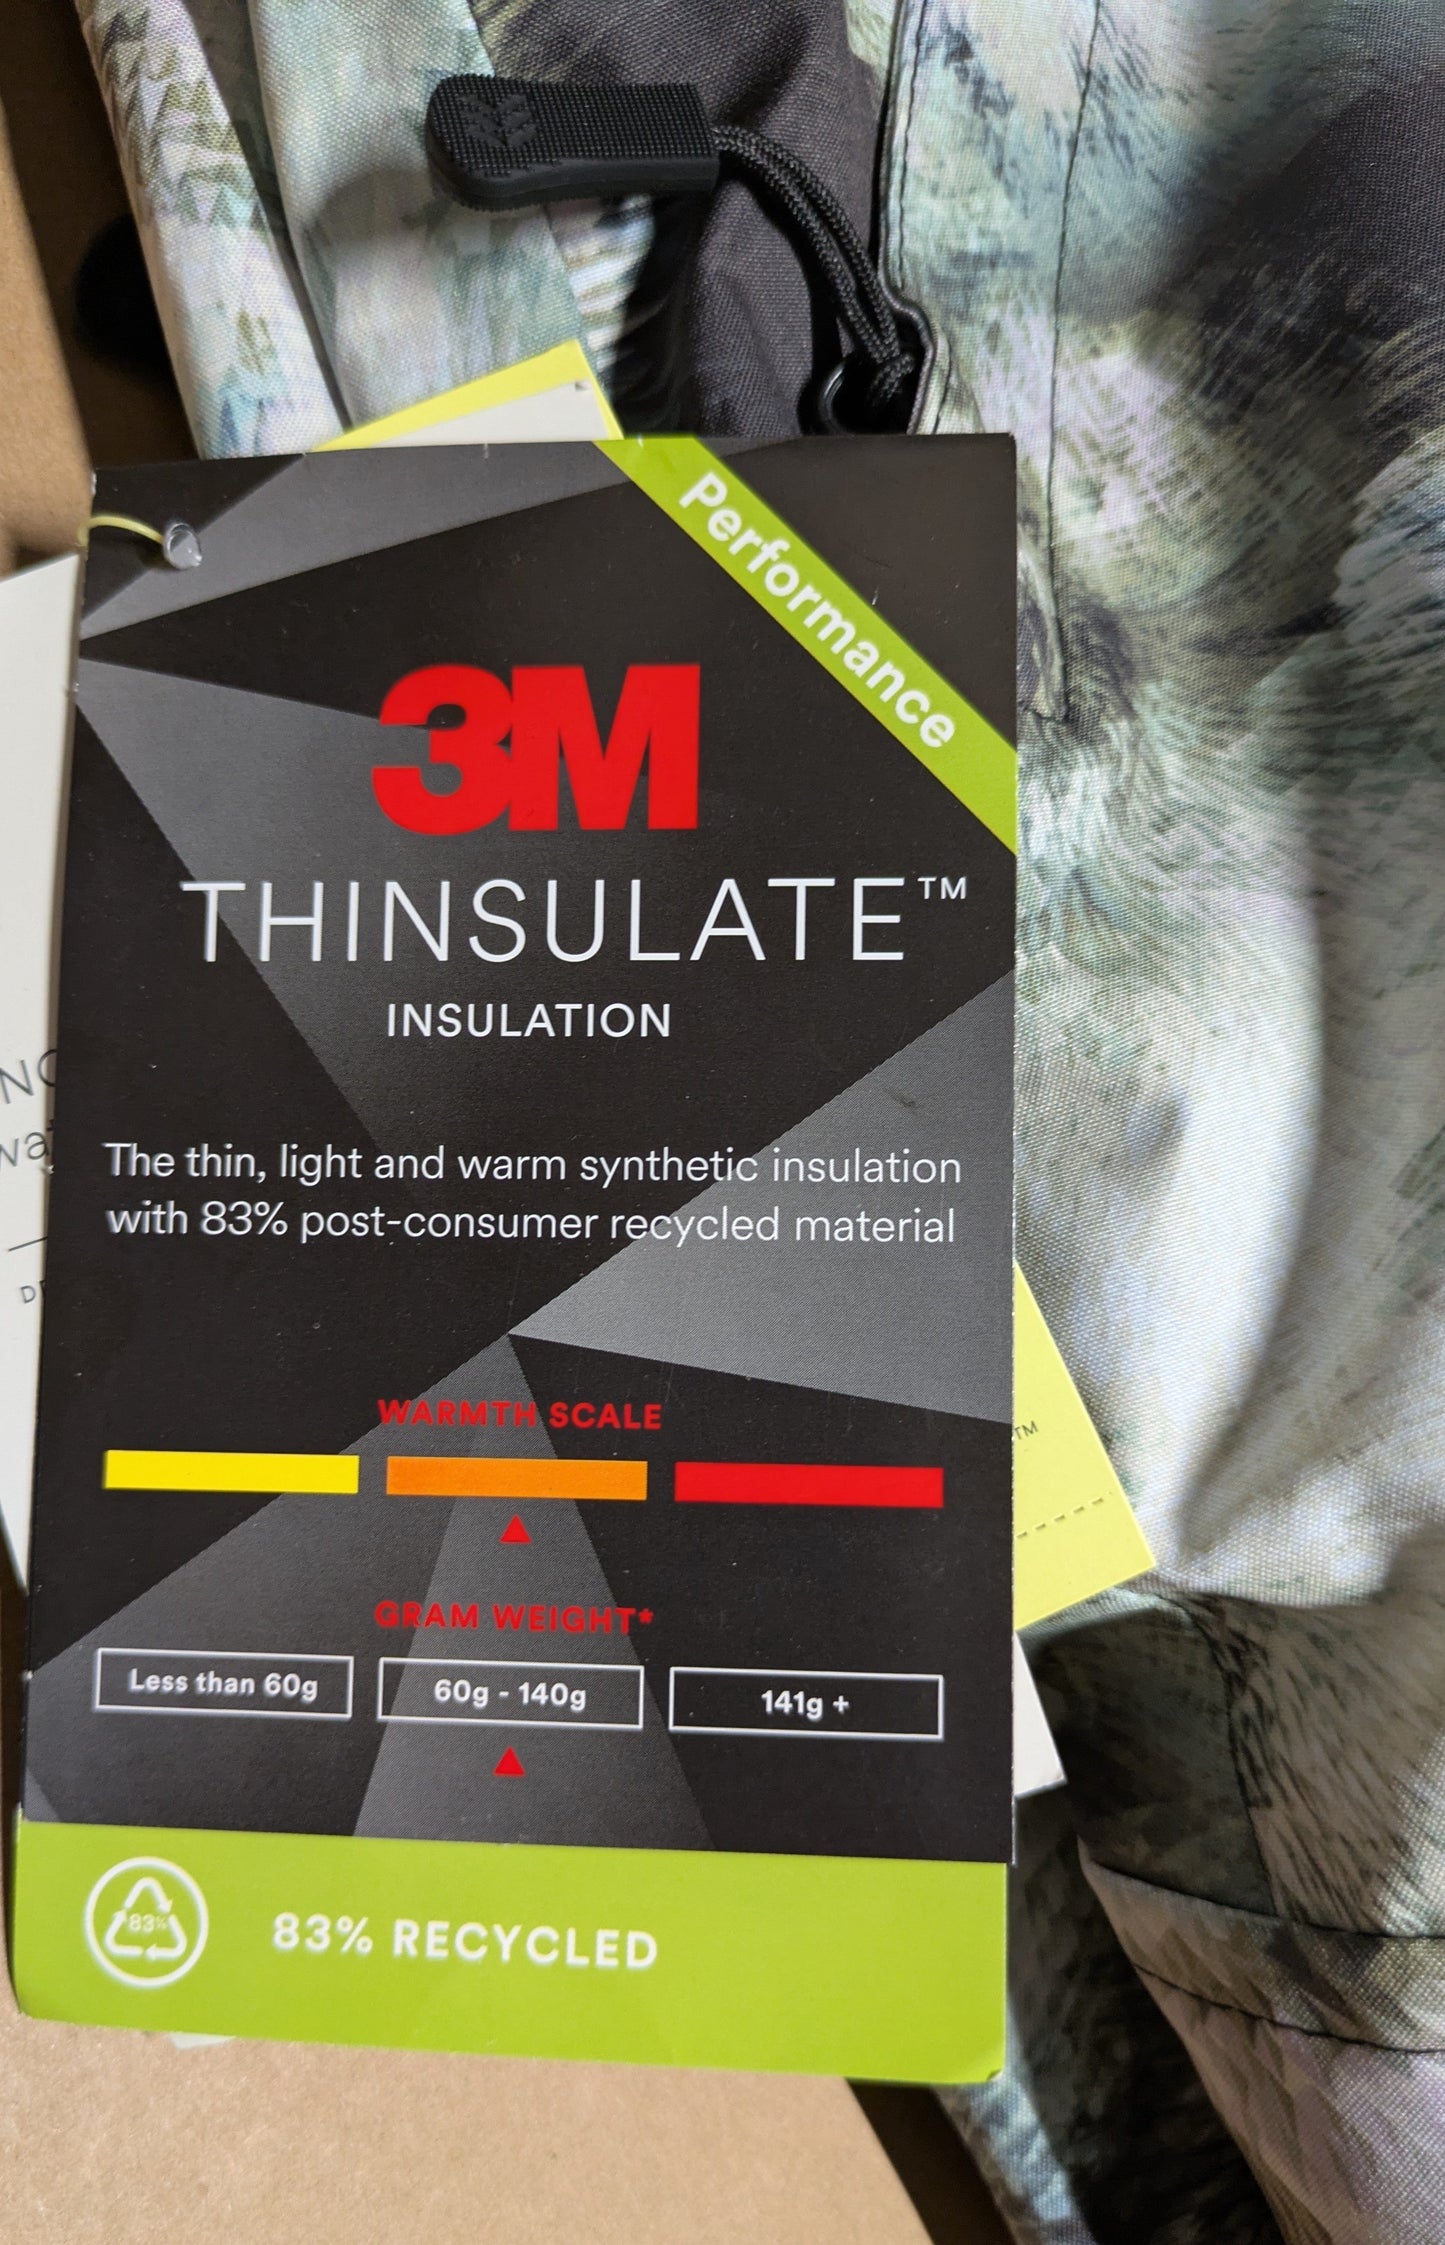 Performance
3M
THINSULATE™
INSULATION
The thin, light and warm synthetic insulation
with 83% post-consumer recycled material
WARMTH SCALE
GRAM WEIGHT*
Less than 60g
60g - 140g
141g +
83%
83% RECYCLED
TM